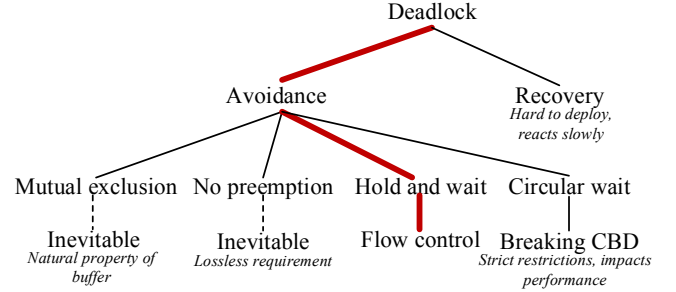 Deadlock
Avoidance
Recovery
Hard to deploy,
reacts slowly
Mutual exclusion
No preemption
Hold and wait
Circular wait
Inevitable
Natural property of
buffer
Inevitable
Lossless requirement
Flow control
Breaking CBD
Strict restrictions, impacts
performance